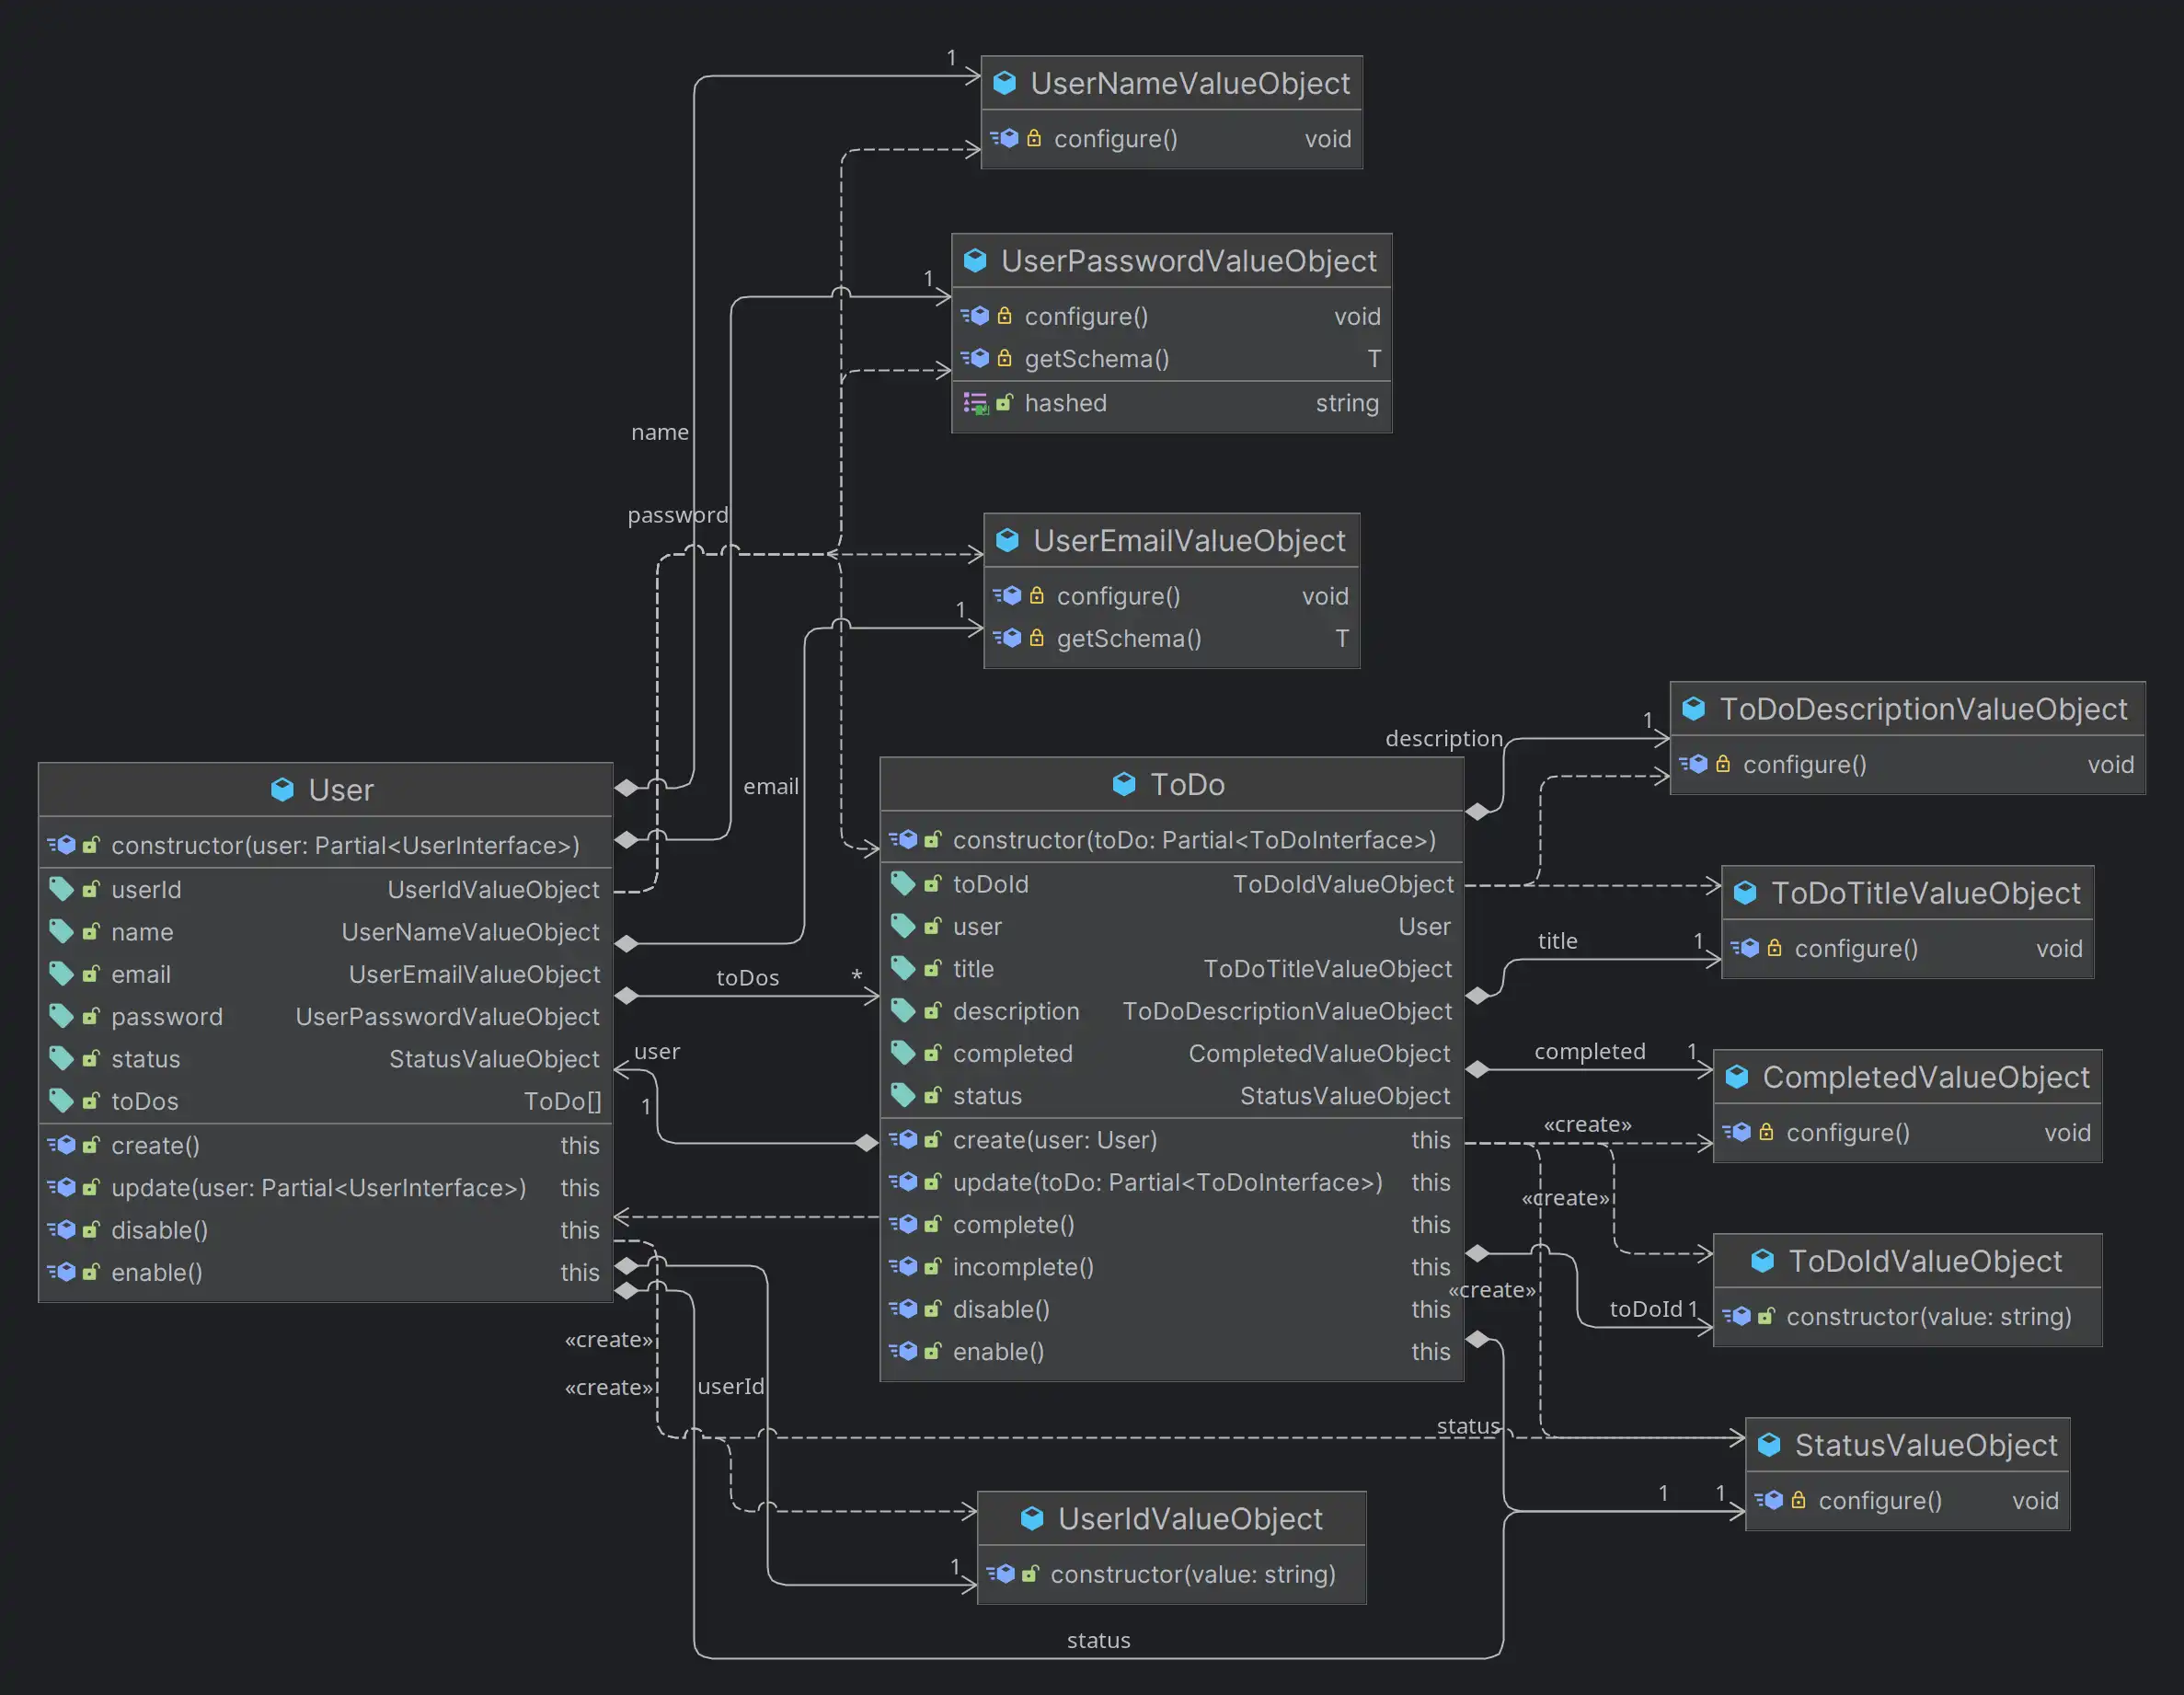 1
UserNameValueObject
configure() void
UserPasswordValueObject
1
configure() void
getSchema() T
hashed string
name
password
UserEmailValueObject
configure() void
1
getSchema() T
ToDoDescriptionValueObject
1
description
configure() void
User
constructor(user: Partial<UserInterface>)
userId UserIdValueObject
name UserNameValueObject
email UserEmailValueObject
password UserPasswordValueObject
status StatusValueObject
toDos ToDo[]
create() this
update(user: Partial<UserInterface>) this
disable() this
enable() this
email
toDos *
user
1
ToDo
constructor(toDo: Partial<ToDoInterface>)
toDoId ToDoIdValueObject
user User
title ToDoTitleValueObject
description ToDoDescriptionValueObject
completed CompletedValueObject
status StatusValueObject
create(user: User) this
update(toDo: Partial<ToDoInterface>) this
complete() this
incomplete() this
disable() this
enable() this
ToDoTitleValueObject
title 1
configure() void
completed 1
CompletedValueObject
«create»
configure() void
«create»
ToDoIdValueObject
«create»
toDoId 1
constructor(value: string)
«create»
«create»
userId
status
StatusValueObject
1 1
configure() void
UserIdValueObject
1
constructor(value: string)
status